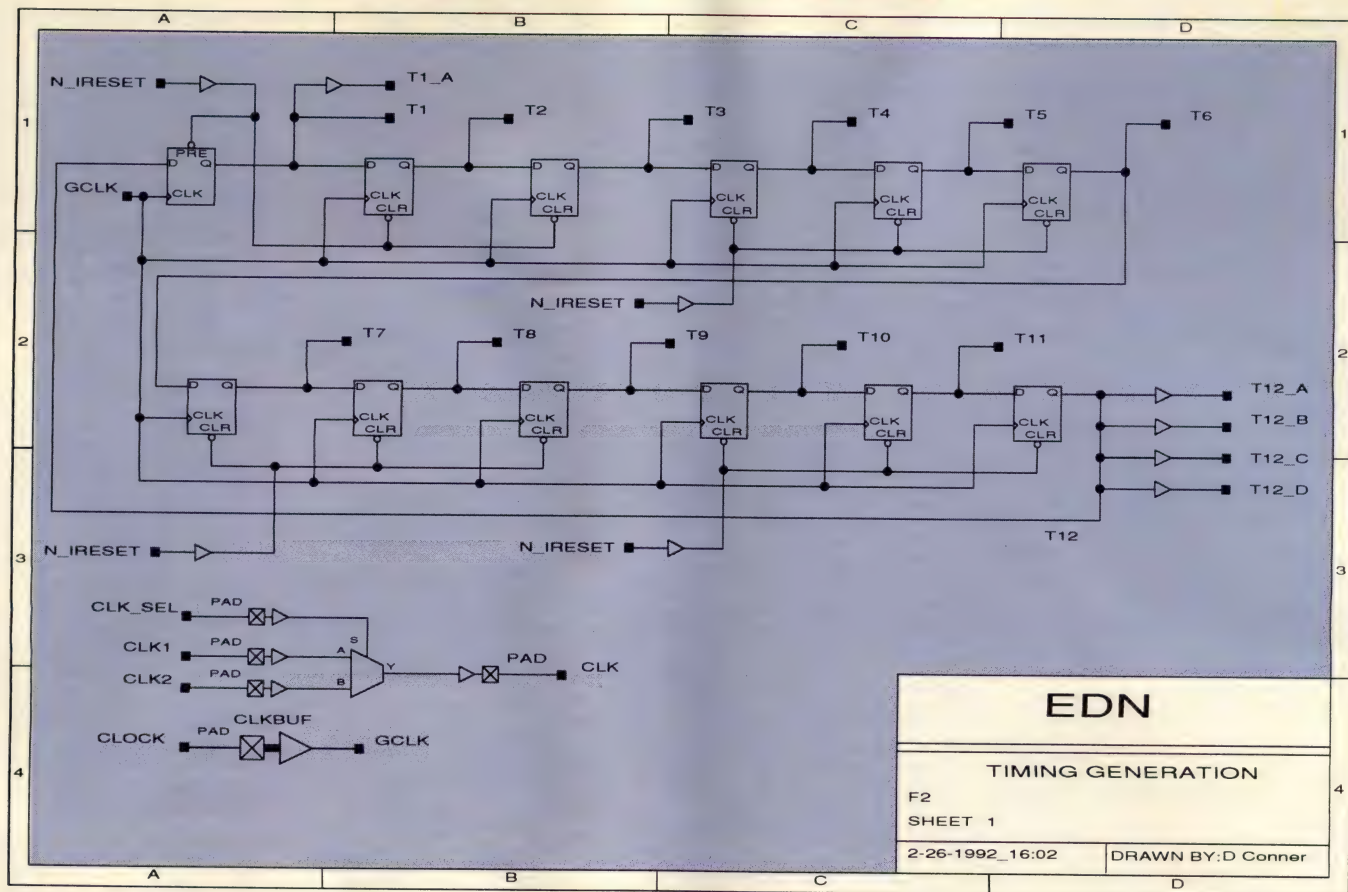 A B C D
N_IRESET T1_A
T1 T2 T3 T4 T5 T6
1 1
PRE
D Q D Q D Q D Q D Q D Q
GCLK CLK CLK CLK CLK CLK CLK
CLR CLR CLR CLR CLR
N_IRESET
2 2
T7 T8 T9 T10 T11
D Q D Q D Q D Q D Q D Q
T12_A
CLK CLK CLK CLK CLK CLK
CLR CLR CLR CLR CLR CLR
T12_B
T12_C
T12_D
T12
N_IRESET N_IRESET
3 3
CLK_SEL PAD
S
CLK1 PAD A
Y PAD CLK
CLK2 PAD B
CLKBUF
CLOCK PAD GCLK
4 4
EDN
TIMING GENERATION
F2
SHEET 1
2-26-1992_16:02 DRAWN BY:D Conner
A B C D